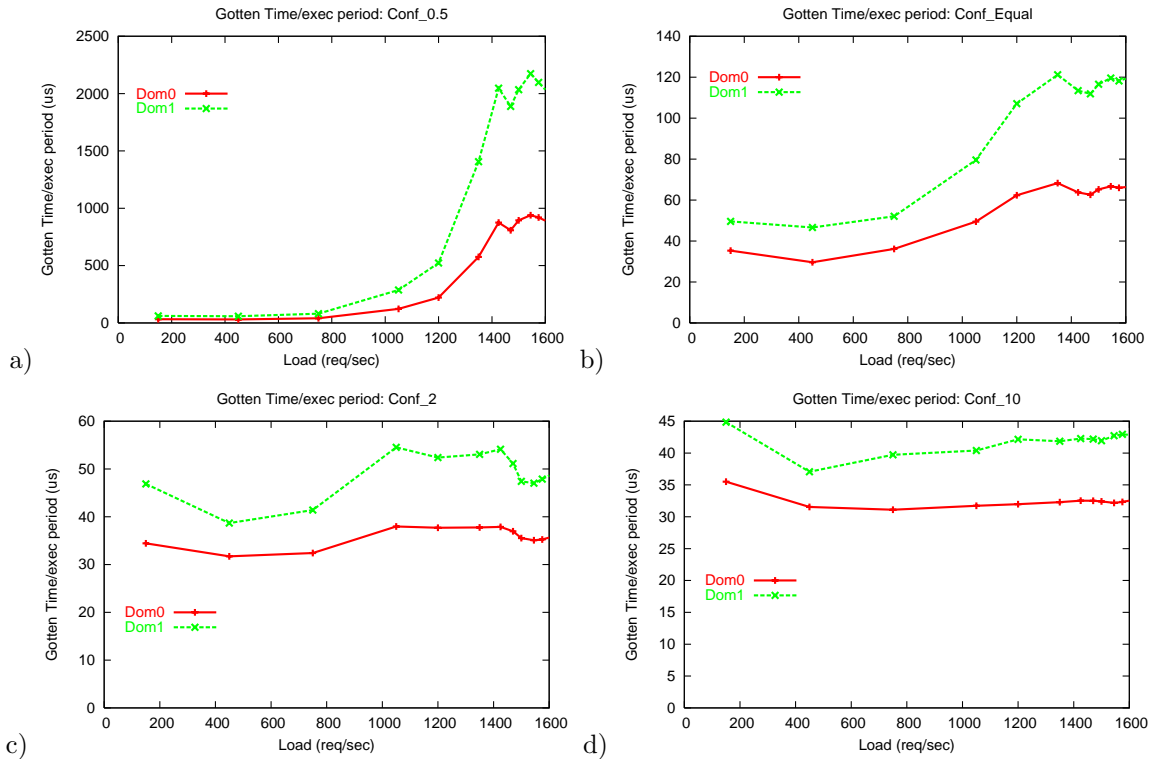 Gotten Time/exec period: Conf_0.5
Gotten Time/exec period (us)
2500
2000
1500
1000
500
0
Dom0
Dom1
0 200 400 600 800 1000 1200 1400 1600
Load (req/sec)
a)
Gotten Time/exec period: Conf_Equal
Gotten Time/exec period (us)
140
120
100
80
60
40
20
0
Dom0
Dom1
0 200 400 600 800 1000 1200 1400 1600
Load (req/sec)
b)
Gotten Time/exec period: Conf_2
Gotten Time/exec period (us)
60
50
40
30
20
10
0
Dom0
Dom1
0 200 400 600 800 1000 1200 1400 1600
Load (req/sec)
c)
Gotten Time/exec period: Conf_10
Gotten Time/exec period (us)
45
40
35
30
25
20
15
10
5
0
Dom0
Dom1
0 200 400 600 800 1000 1200 1400 1600
Load (req/sec)
d)